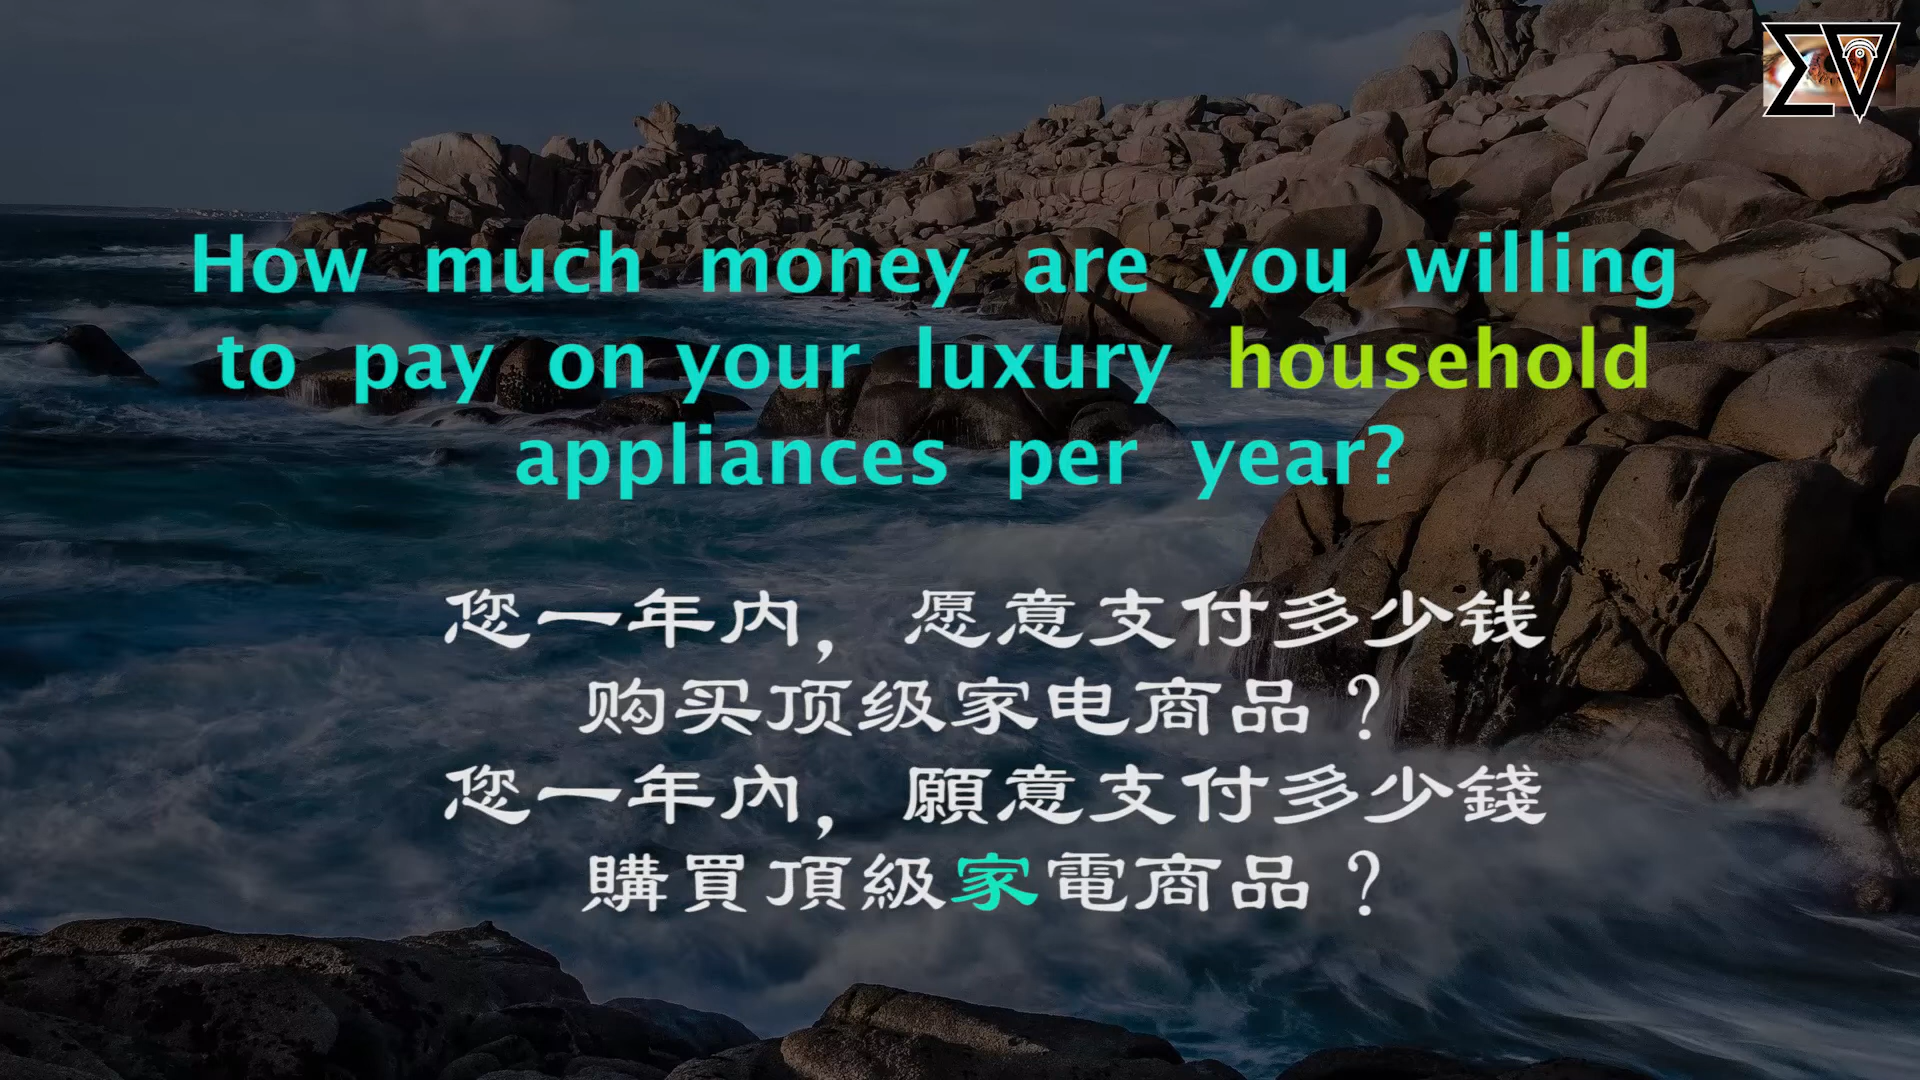 How much money are you willing
to pay on your luxury household
appliances per year?
您一年内，愿意支付多少钱
购买顶级家电商品？
您一年內，願意支付多少錢
購買頂級家電商品？